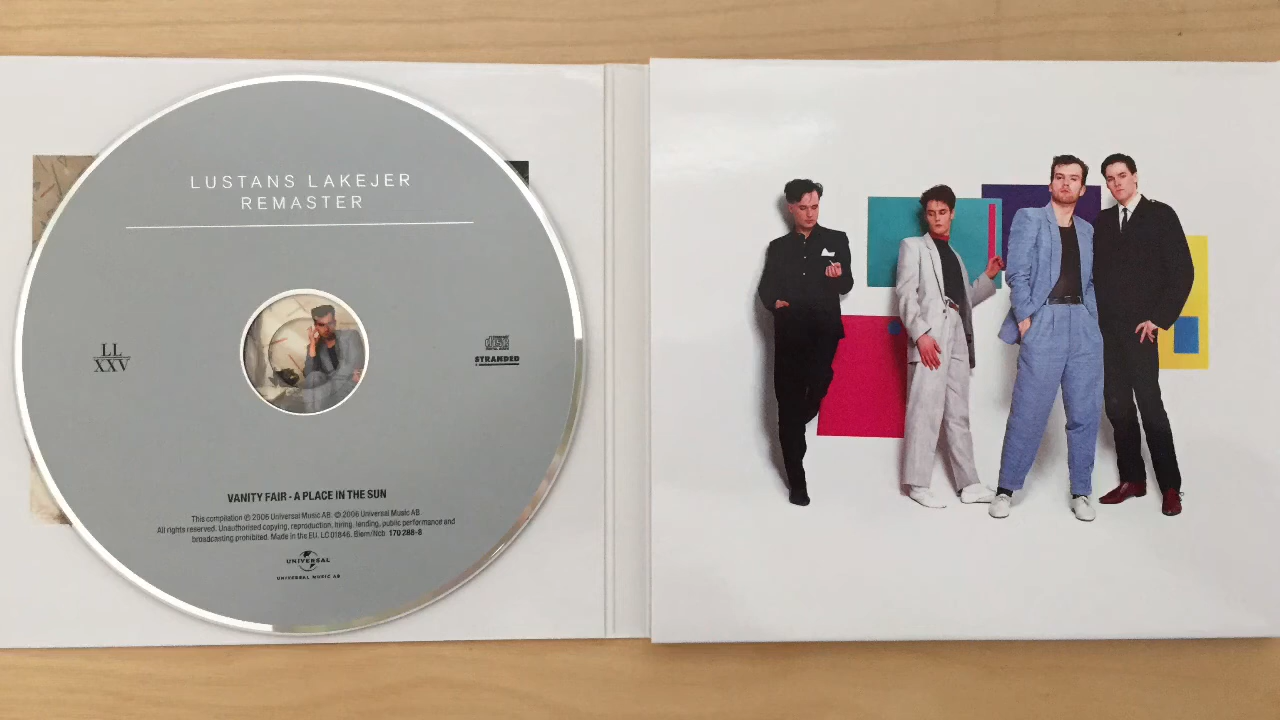 LUSTANS LAKEJER
REMASTER
LL
XXV
STRANDED
VANITY FAIR - A PLACE IN THE SUN
This compilation ℗ 2006 Universal Music AB. © 2006 Universal Music AB
All rights reserved. Unauthorised copying, reproduction, hiring, lending, public performance and
broadcasting prohibited. Made in the EU. LC 01846. Biem/Ncb 170 288-8
UNIVERSAL
UNIVERSAL MUSIC AB